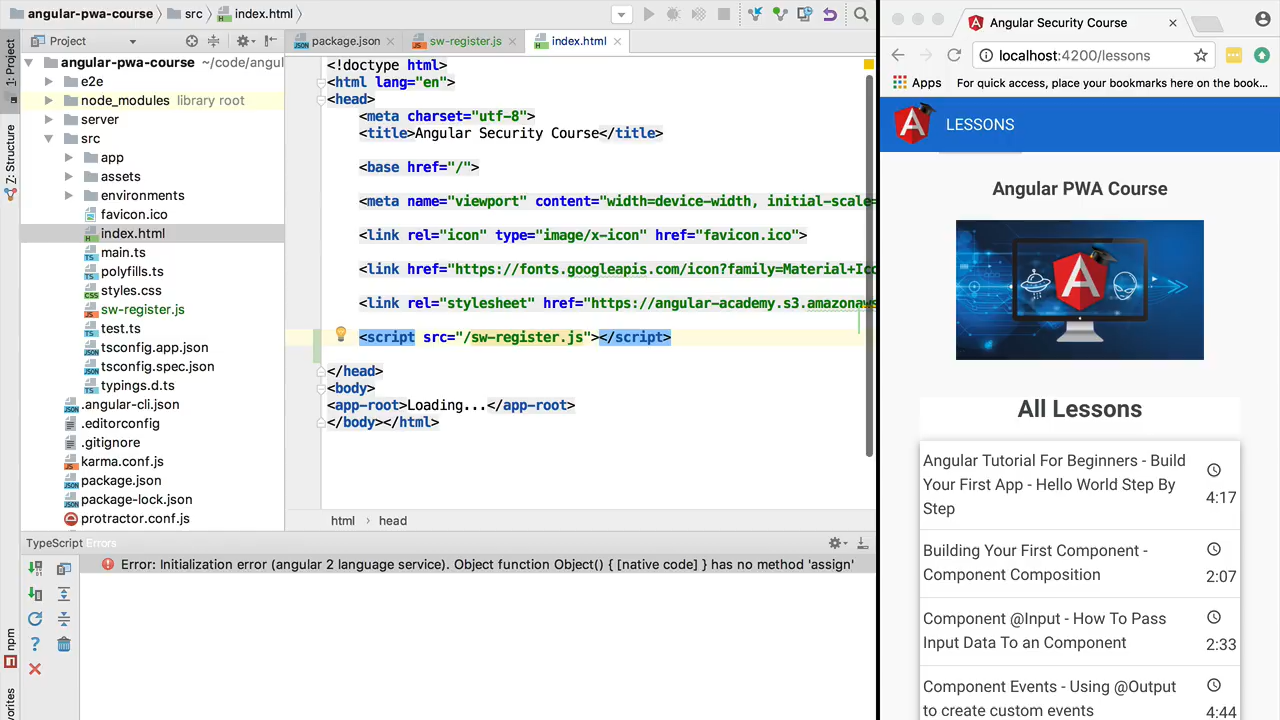 angular-pwa-course
src
index.html
1: Project
Z: Structure
npm
Project
angular-pwa-course ~/code/angul
e2e
node_modules library root
server
src
app
assets
environments
favicon.ico
index.html
main.ts
polyfills.ts
styles.css
sw-register.js
test.ts
tsconfig.app.json
tsconfig.spec.json
typings.d.ts
.angular-cli.json
.editorconfig
.gitignore
karma.conf.js
package.json
package-lock.json
protractor.conf.js
package.json
sw-register.js
index.html
<!doctype html>
<html lang="en">
<head>
<meta charset="utf-8">
<title>Angular Security Course</title>
<base href="/">
<meta name="viewport" content="width=device-width, initial-scale=
<link rel="icon" type="image/x-icon" href="favicon.ico">
<link href="https://fonts.googleapis.com/icon?family=Material+Ico
<link rel="stylesheet" href="https://angular-academy.s3.amazonaws
<script src="/sw-register.js"></script>
</head>
<body>
<app-root>Loading...</app-root>
</body></html>
html › head
TypeScript Errors
Error: Initialization error (angular 2 language service). Object function Object() { [native code] } has no method 'assign'
Angular Security Course
localhost:4200/lessons
Apps
For quick access, place your bookmarks here on the book...
LESSONS
Angular PWA Course
All Lessons
Angular Tutorial For Beginners - Build
Your First App - Hello World Step By
Step
4:17
Building Your First Component -
Component Composition
2:07
Component @Input - How To Pass
Input Data To an Component
2:33
Component Events - Using @Output
to create custom events
4:44